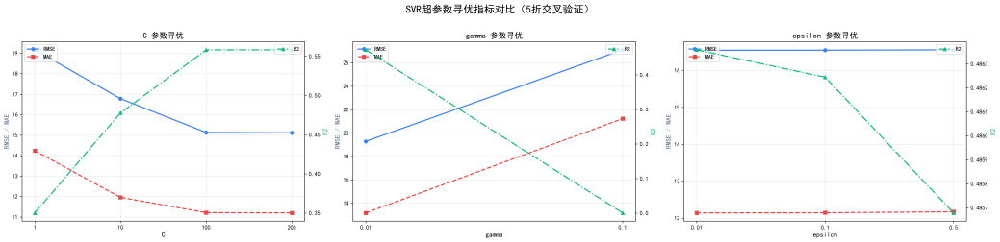 SVR超参数寻优指标对比（5折交叉验证）
C 参数寻优
RMSE
MAE
R2
19
18
17
16
15
14
13
12
11
RMSE / MAE
0.55
0.50
0.45
0.40
0.35
R2
1
10
100
200
C
gamma 参数寻优
RMSE
MAE
R2
26
24
22
20
18
16
14
RMSE / MAE
0.4
0.3
0.2
0.1
0.0
R2
0.01
0.1
gamma
epsilon 参数寻优
RMSE
MAE
R2
16
15
14
13
12
RMSE / MAE
0.4863
0.4862
0.4861
0.4860
0.4859
0.4858
0.4857
R2
0.01
0.1
0.5
epsilon